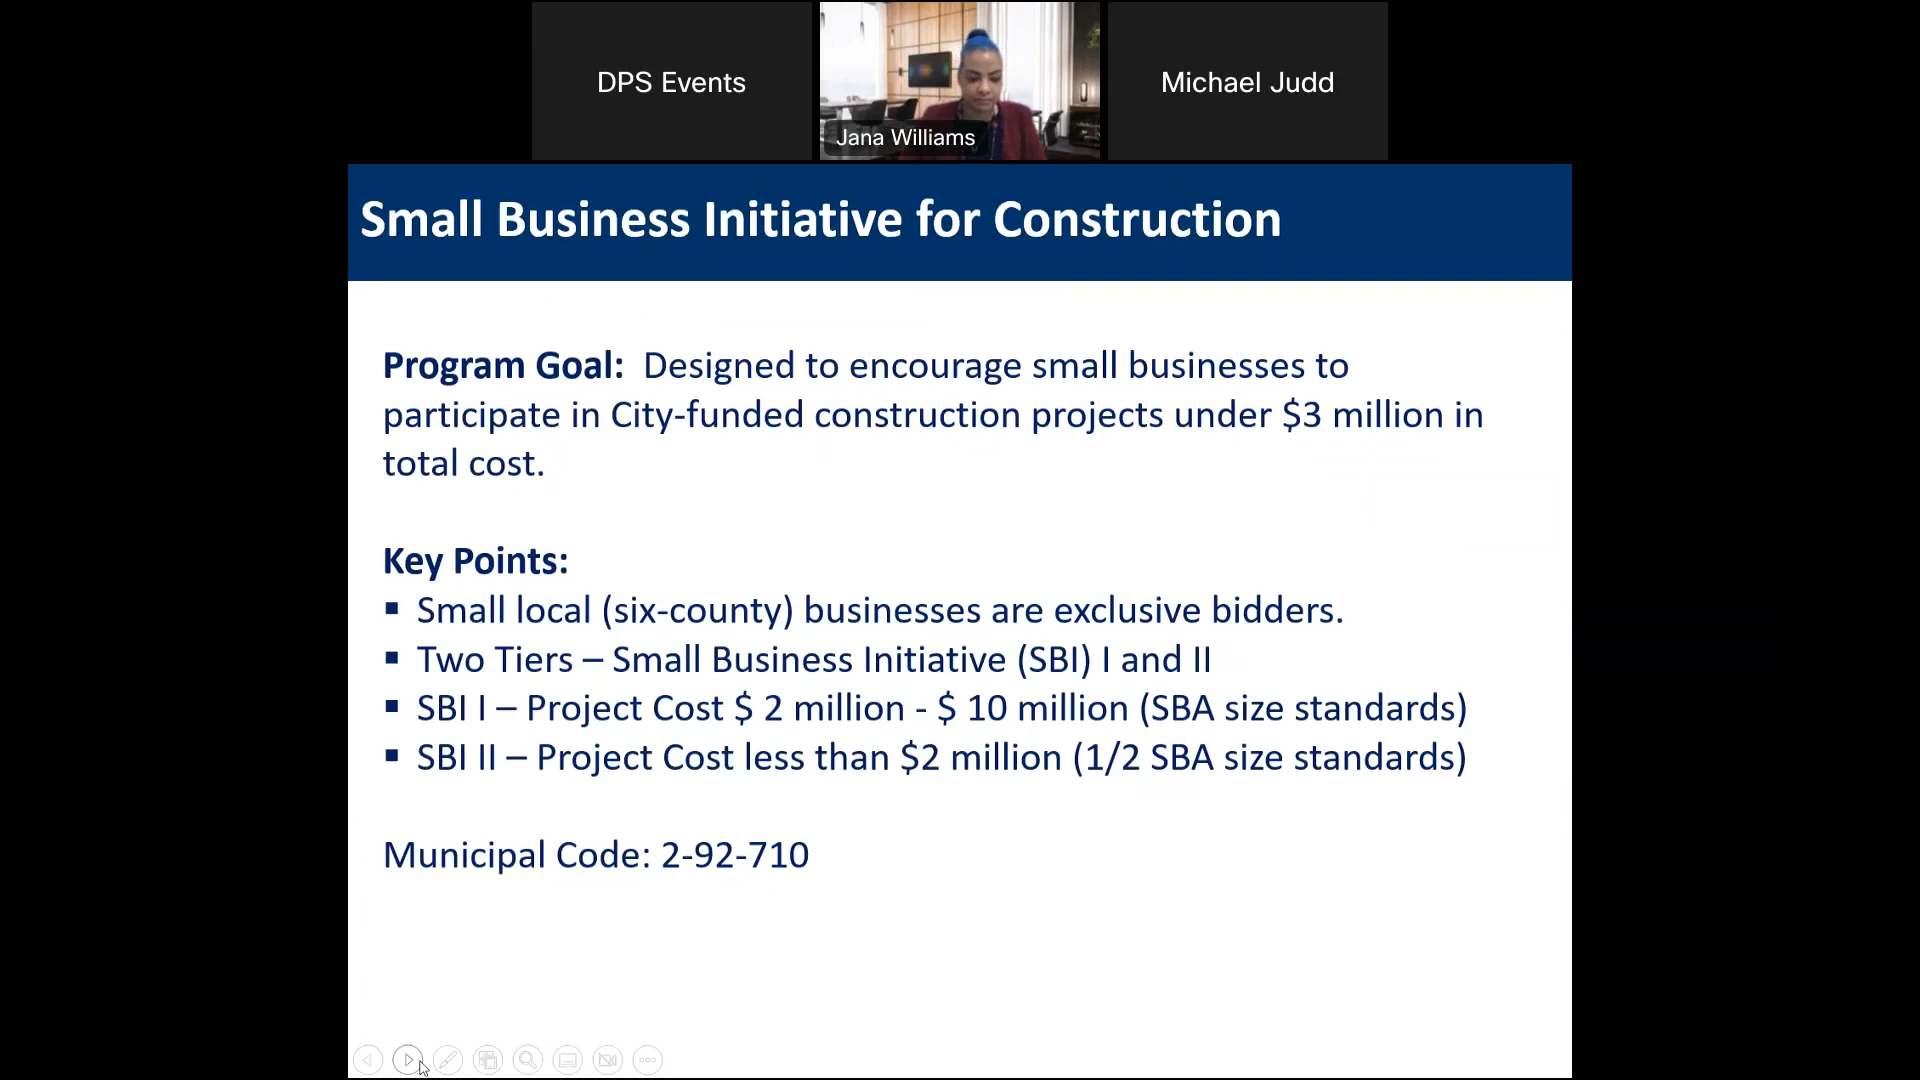 DPS Events
Jana Williams
Michael Judd
Small Business Initiative for Construction
Program Goal: Designed to encourage small businesses to
participate in City-funded construction projects under $3 million in
total cost.
Key Points:
▪ Small local (six-county) businesses are exclusive bidders.
▪ Two Tiers – Small Business Initiative (SBI) I and II
▪ SBI I – Project Cost $ 2 million - $ 10 million (SBA size standards)
▪ SBI II – Project Cost less than $2 million (1/2 SBA size standards)
Municipal Code: 2-92-710